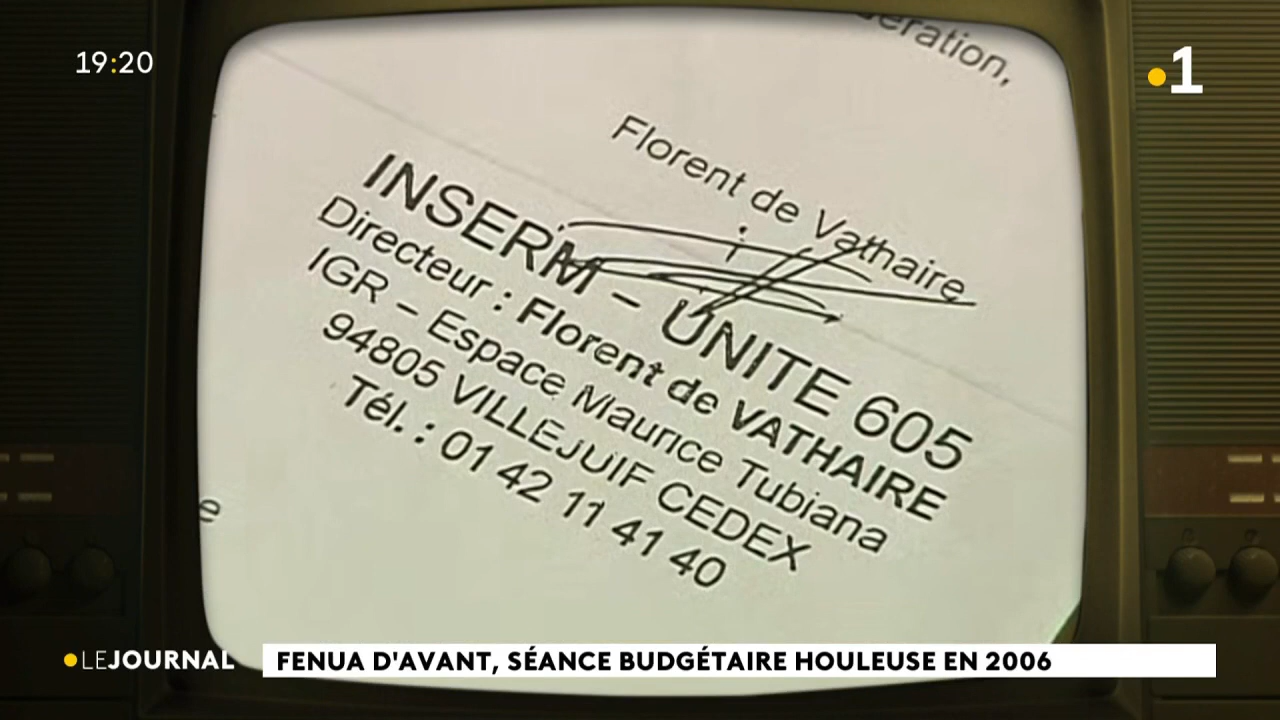 19:20
1
ération,
Florent de Vathaire
INSERM – UNITE 605
Directeur : Florent de VATHAIRE
IGR – Espace Maurice Tubiana
94805 VILLEJUIF CEDEX
Tél. : 01 42 11 41 40
e
LEJOURNAL
FENUA D'AVANT, SÉANCE BUDGÉTAIRE HOULEUSE EN 2006